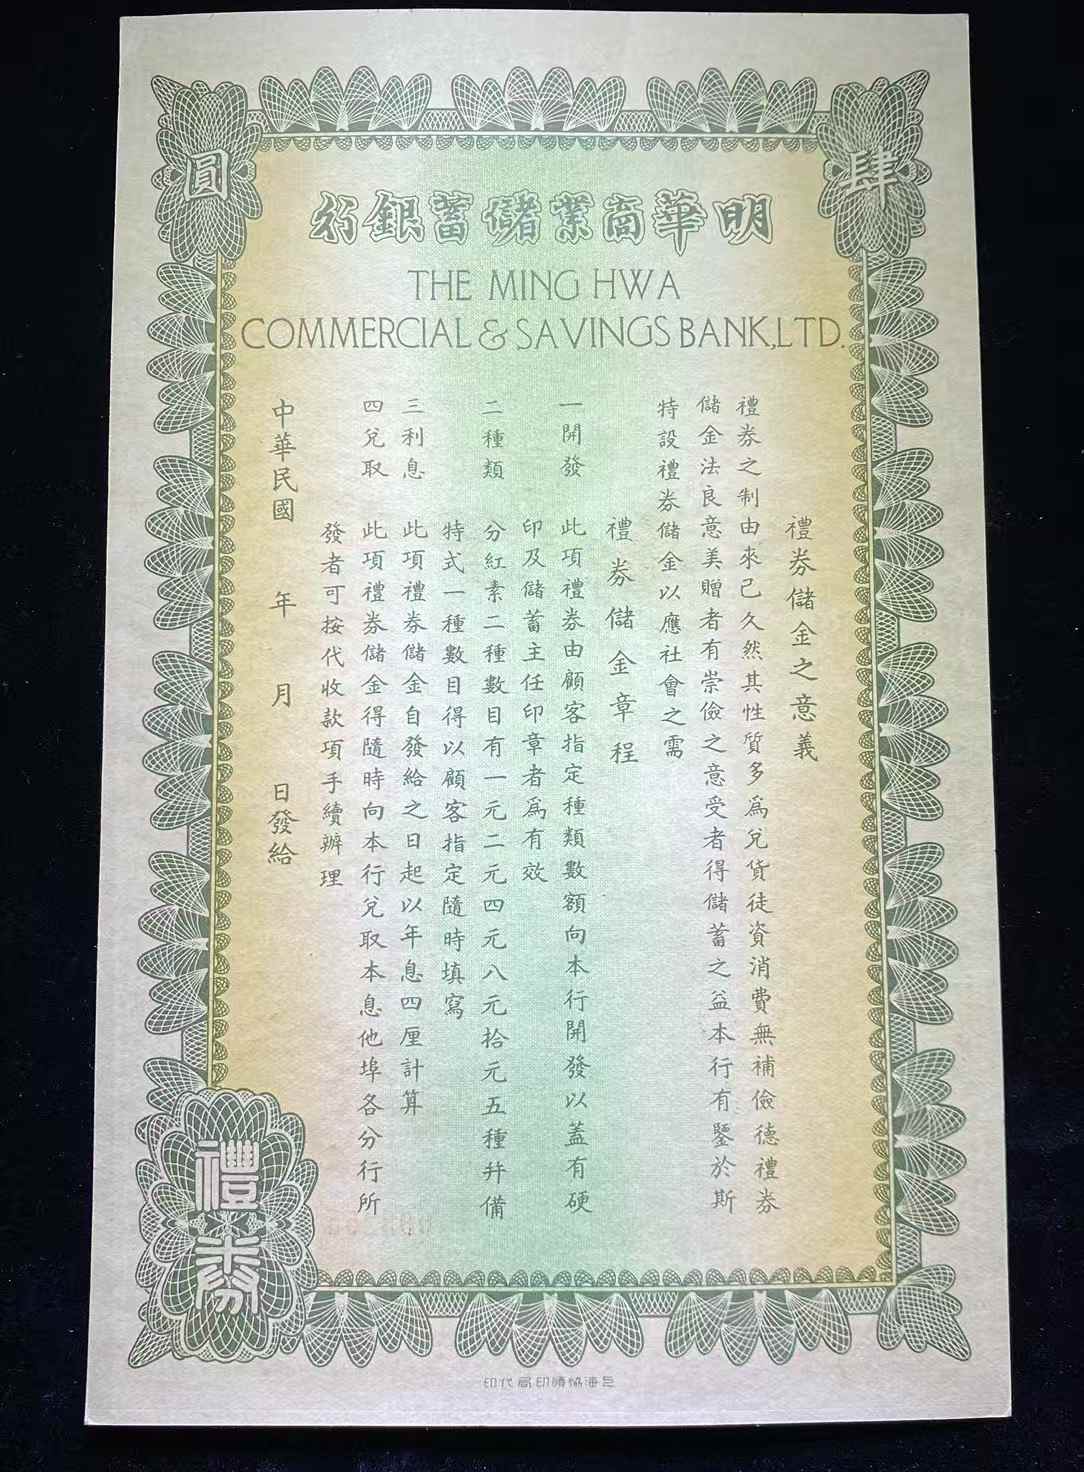 肆圓
明華商業儲蓄銀行
THE MING HWA
COMMERCIAL & SAVINGS BANK, LTD.
禮券儲金之意義
禮券之制由來已久然其性質多爲兌貨徒資消費無補儉德禮券
儲金法良意美贈者有崇儉之意受者得儲蓄之益本行有鑒於斯
特設禮券儲金以應社會之需
禮券儲金章程
一開發 此項禮券由顧客指定種類數額向本行開發以蓋有硬
印及儲蓄主任印章者爲有效
二種類 分紅素二種數目有一元二元四元八元拾元五種幷備
特式一種數目得以顧客指定隨時填寫
三利息 此項禮券儲金自發給之日起以年息四厘計算
四兌取 此項禮券儲金得隨時向本行兌取本息他埠各分行所
發者可按代收款項手續辦理
中華民國 年 月 日發給
禮券